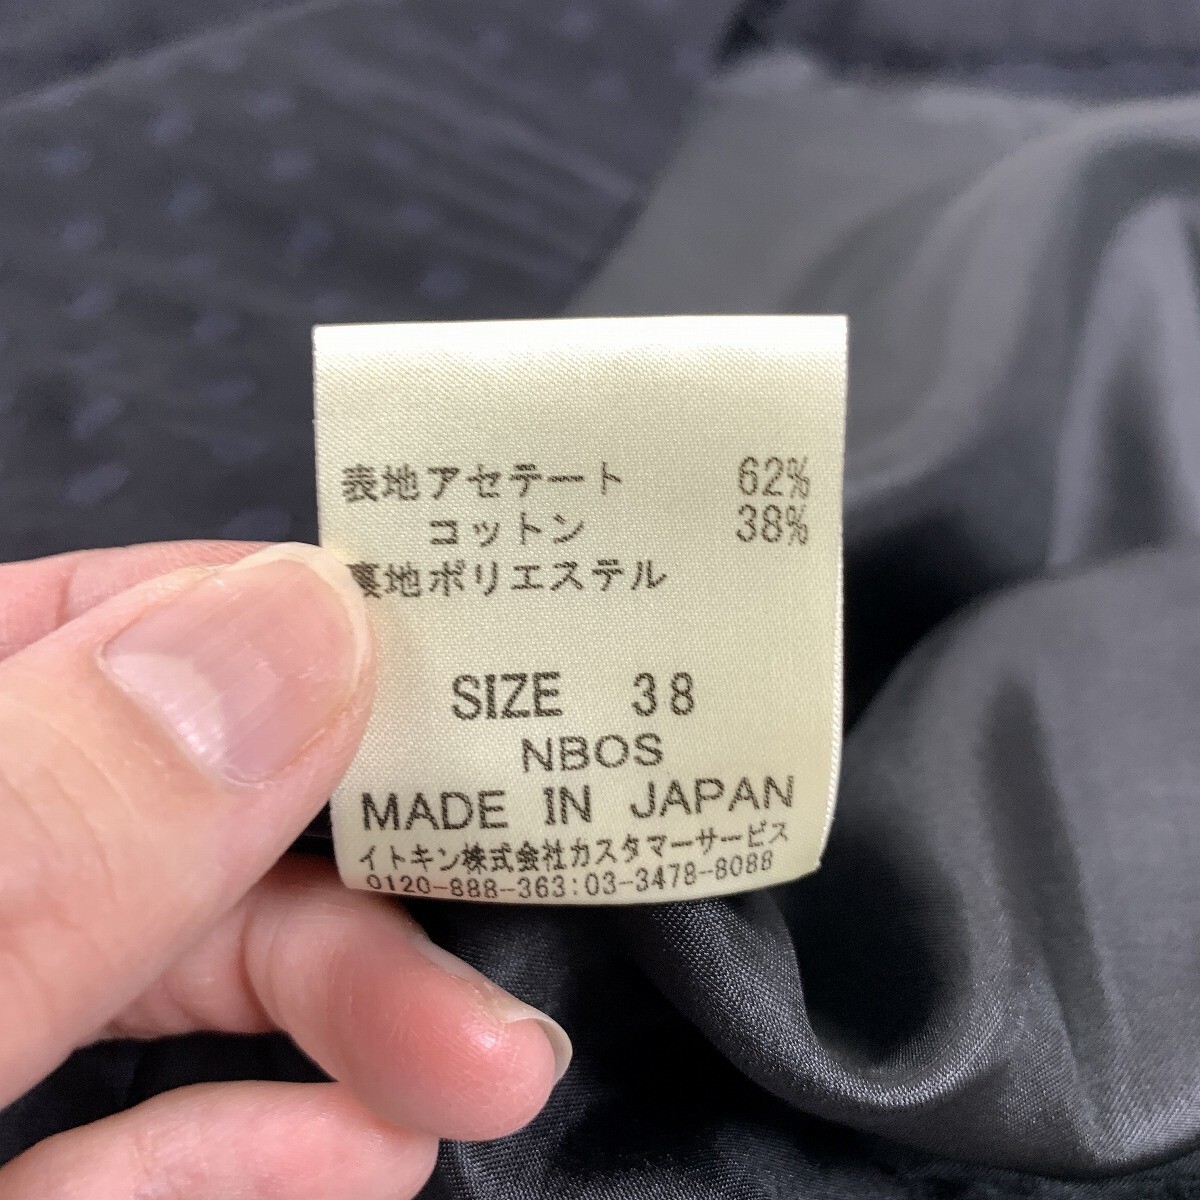 表地アセテート 62%
コットン 38%
裏地ポリエステル
SIZE 38
NBOS
MADE IN JAPAN
イトキン株式会社カスタマーサービス
0120-888-363:03-3478-8088